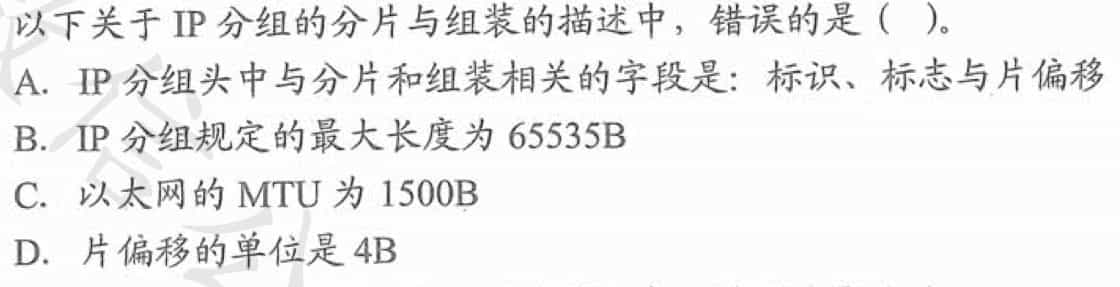 以下关于 IP 分组的分片与组装的描述中，错误的是（　）。
A. IP 分组头中与分片和组装相关的字段是：标识、标志与片偏移
B. IP 分组规定的最大长度为 65535B
C. 以太网的 MTU 为 1500B
D. 片偏移的单位是 4B